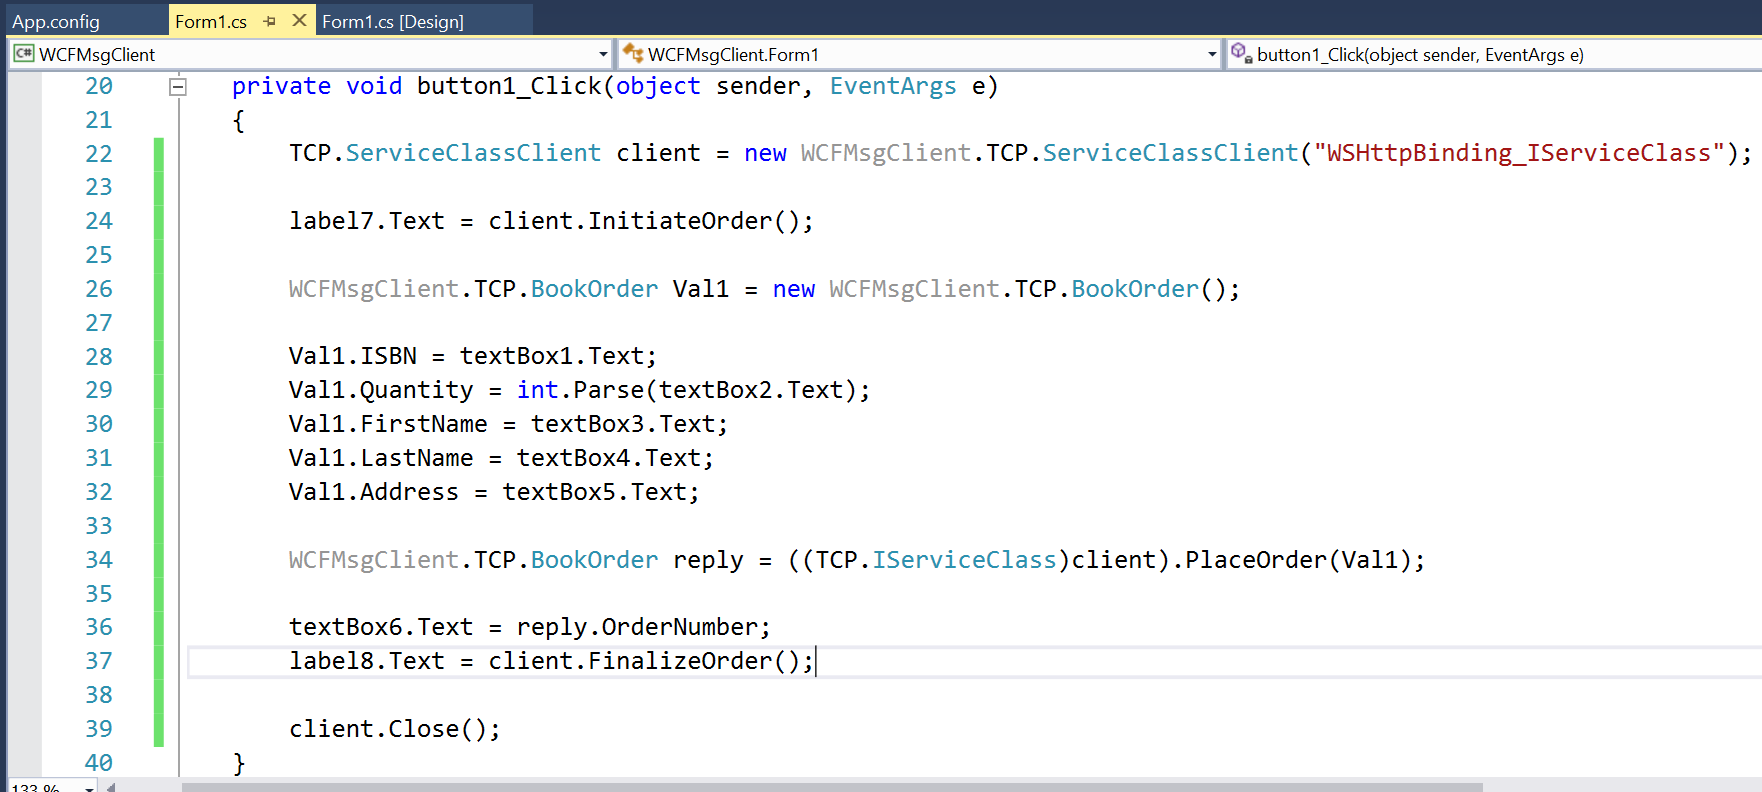 App.config Form1.cs Form1.cs [Design]
C# WCFMsgClient WCFMsgClient.Form1 button1_Click(object sender, EventArgs e)
20 private void button1_Click(object sender, EventArgs e)
21 {
22 TCP.ServiceClassClient client = new WCFMsgClient.TCP.ServiceClassClient("WSHttpBinding_IServiceClass");
23
24 label7.Text = client.InitiateOrder();
25
26 WCFMsgClient.TCP.BookOrder Val1 = new WCFMsgClient.TCP.BookOrder();
27
28 Val1.ISBN = textBox1.Text;
29 Val1.Quantity = int.Parse(textBox2.Text);
30 Val1.FirstName = textBox3.Text;
31 Val1.LastName = textBox4.Text;
32 Val1.Address = textBox5.Text;
33
34 WCFMsgClient.TCP.BookOrder reply = ((TCP.IServiceClass)client).PlaceOrder(Val1);
35
36 textBox6.Text = reply.OrderNumber;
37 label8.Text = client.FinalizeOrder();
38
39 client.Close();
40 }
133 %